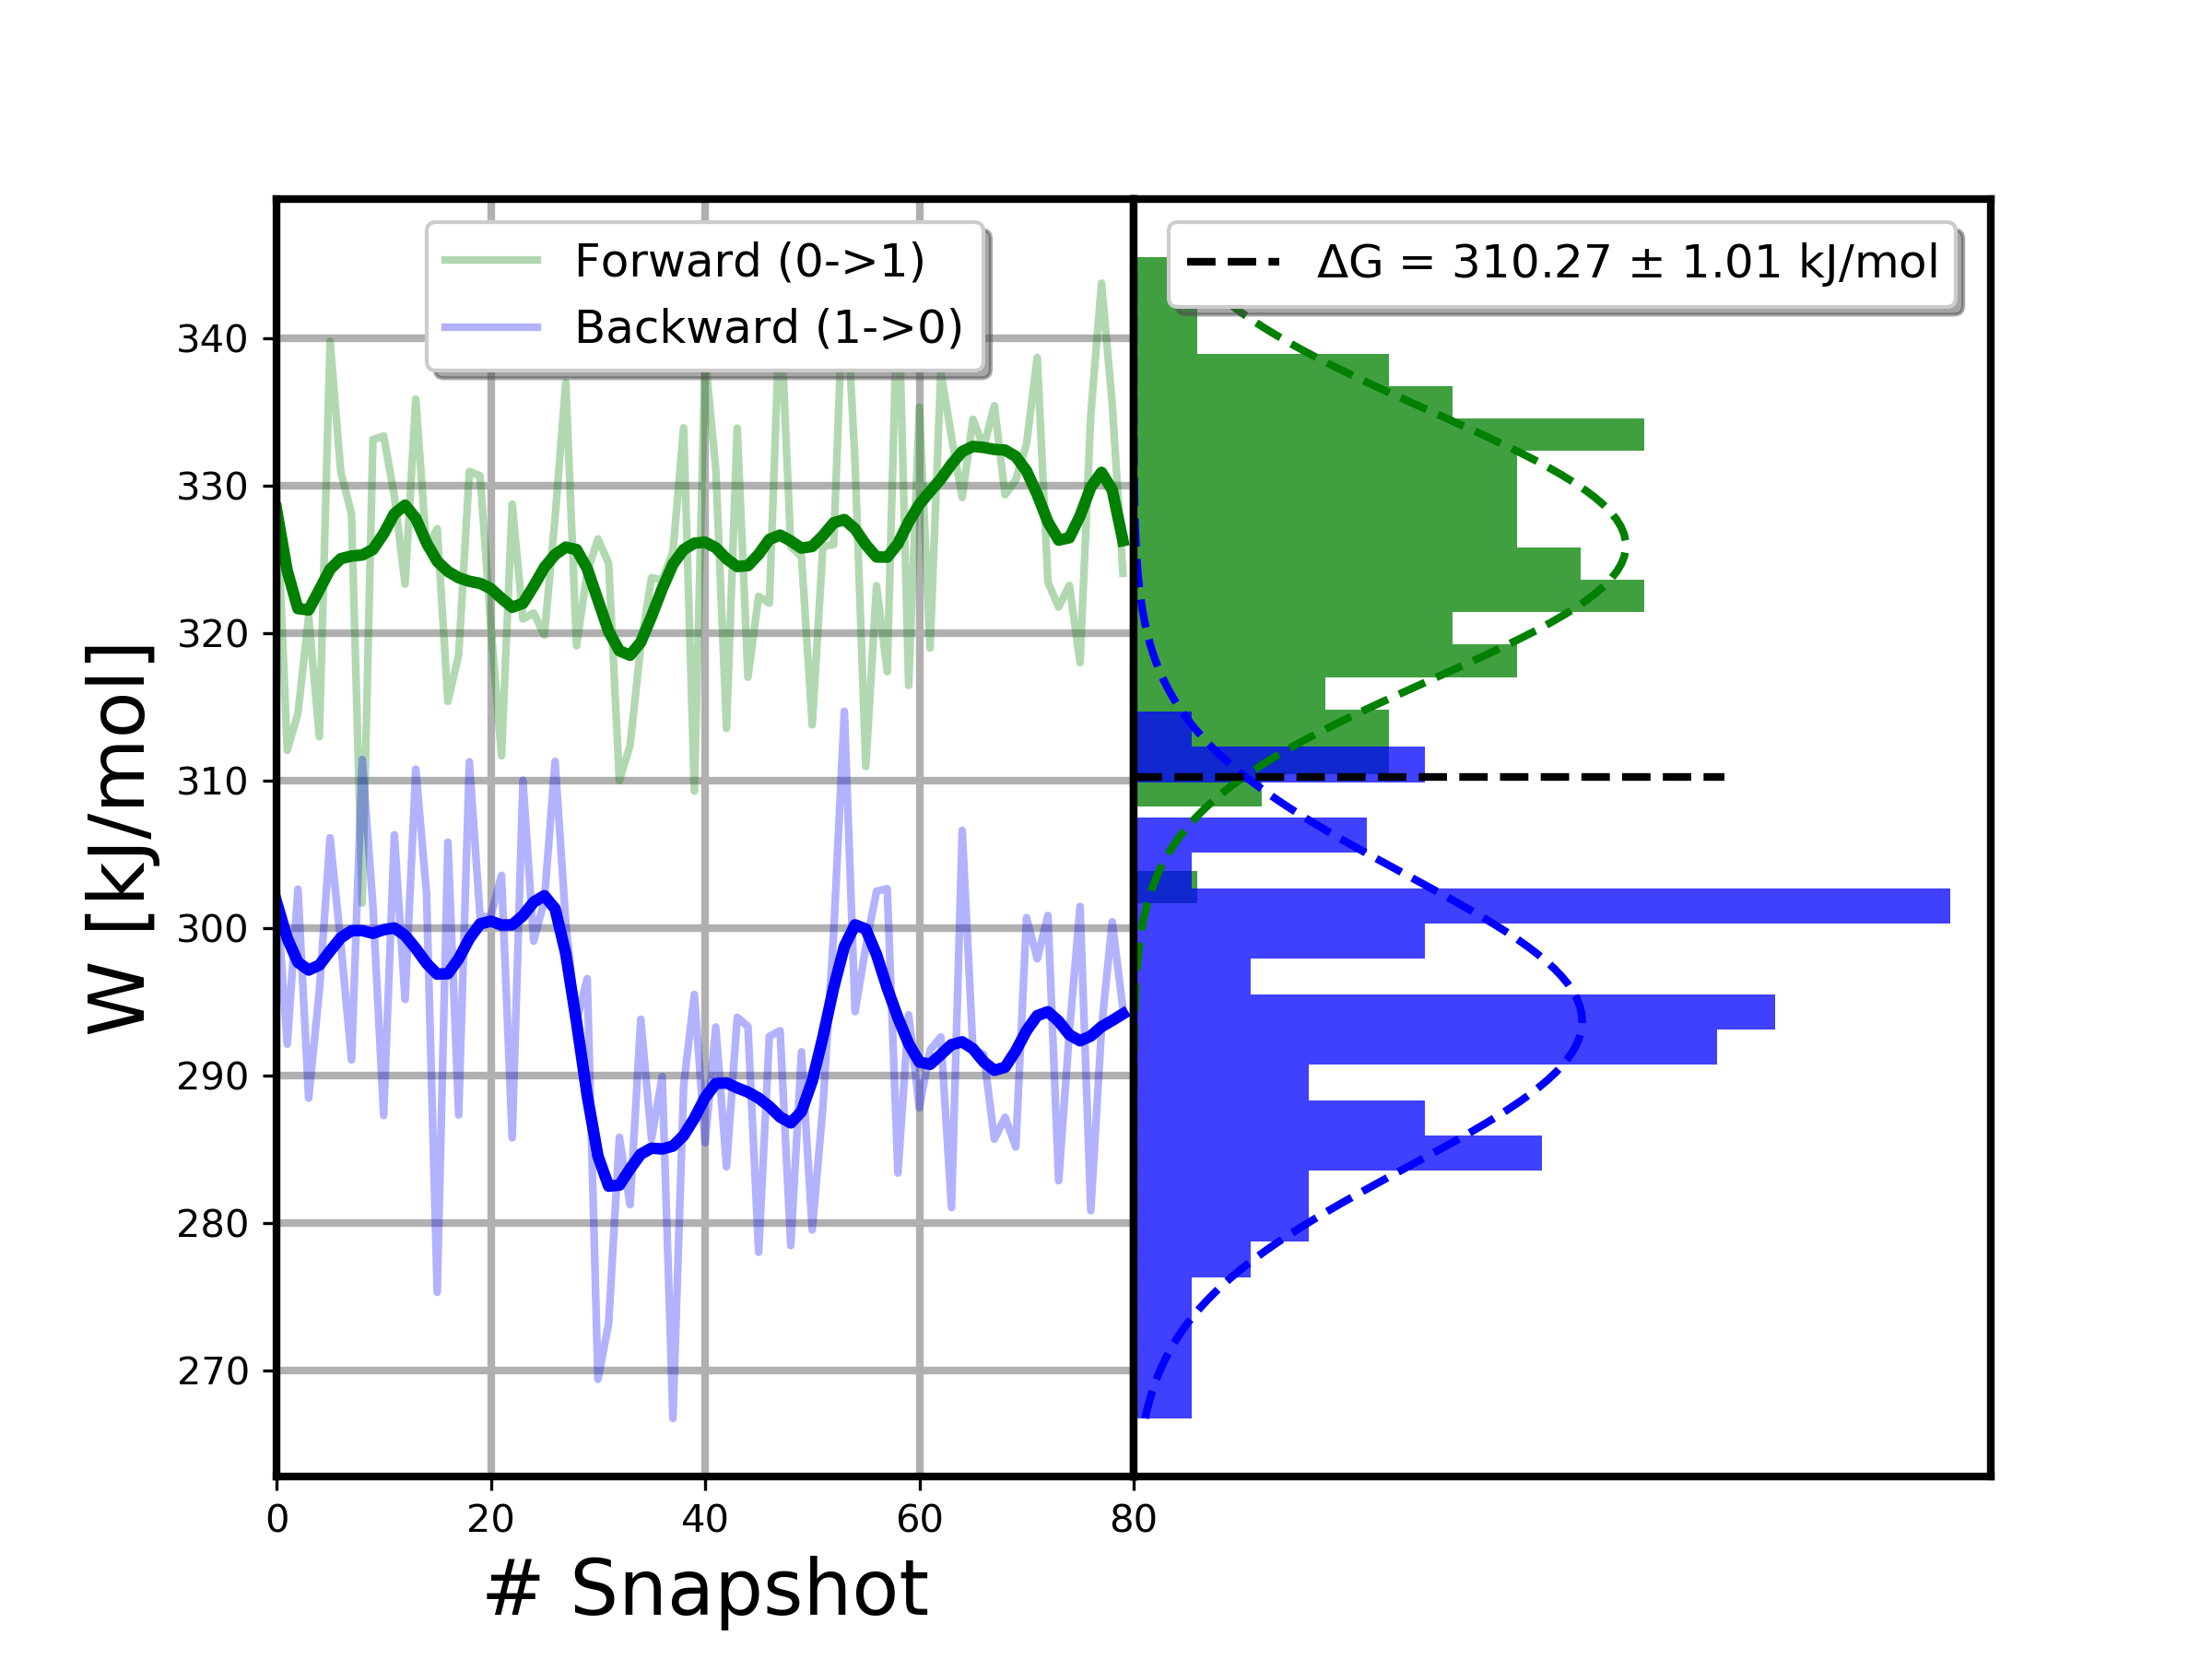 Forward (0->1)
Backward (1->0)
ΔG = 310.27 ± 1.01 kJ/mol
W [kJ/mol]
340
330
320
310
300
290
280
270
0 20 40 60 80
# Snapshot